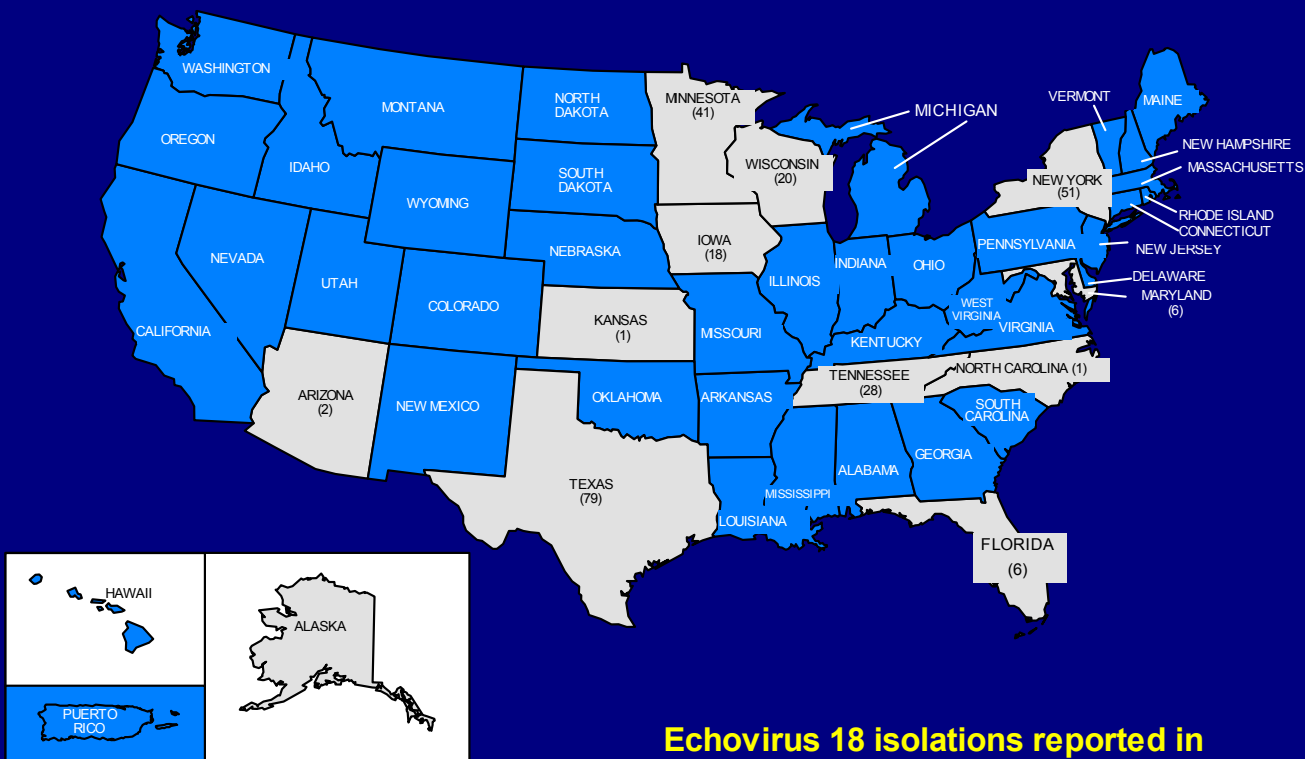 WASHINGTON
OREGON
IDAHO
MONTANA
NORTH
DAKOTA
MINNESOTA
(41)
MICHIGAN
VERMONT
MAINE
NEW HAMPSHIRE
MASSACHUSETTS
RHODE ISLAND
CONNECTICUT
NEW JERSEY
DELAWARE
MARYLAND
(6)
WISCONSIN
(20)
NEW YORK
(51)
SOUTH
DAKOTA
WYOMING
IOWA
(18)
NEBRASKA
PENNSYLVANIA
NEVADA
UTAH
COLORADO
ILLINOIS
INDIANA
OHIO
WEST
VIRGINIA
VIRGINIA
CALIFORNIA
KANSAS
(1)
MISSOURI
KENTUCKY
ARIZONA
(2)
NEW MEXICO
OKLAHOMA
ARKANSAS
TENNESSEE
(28)
NORTH CAROLINA (1)
SOUTH
CAROLINA
GEORGIA
ALABAMA
MISSISSIPPI
LOUISIANA
TEXAS
(79)
FLORIDA
(6)
HAWAII
ALASKA
PUERTO
RICO
Echovirus 18 isolations reported in